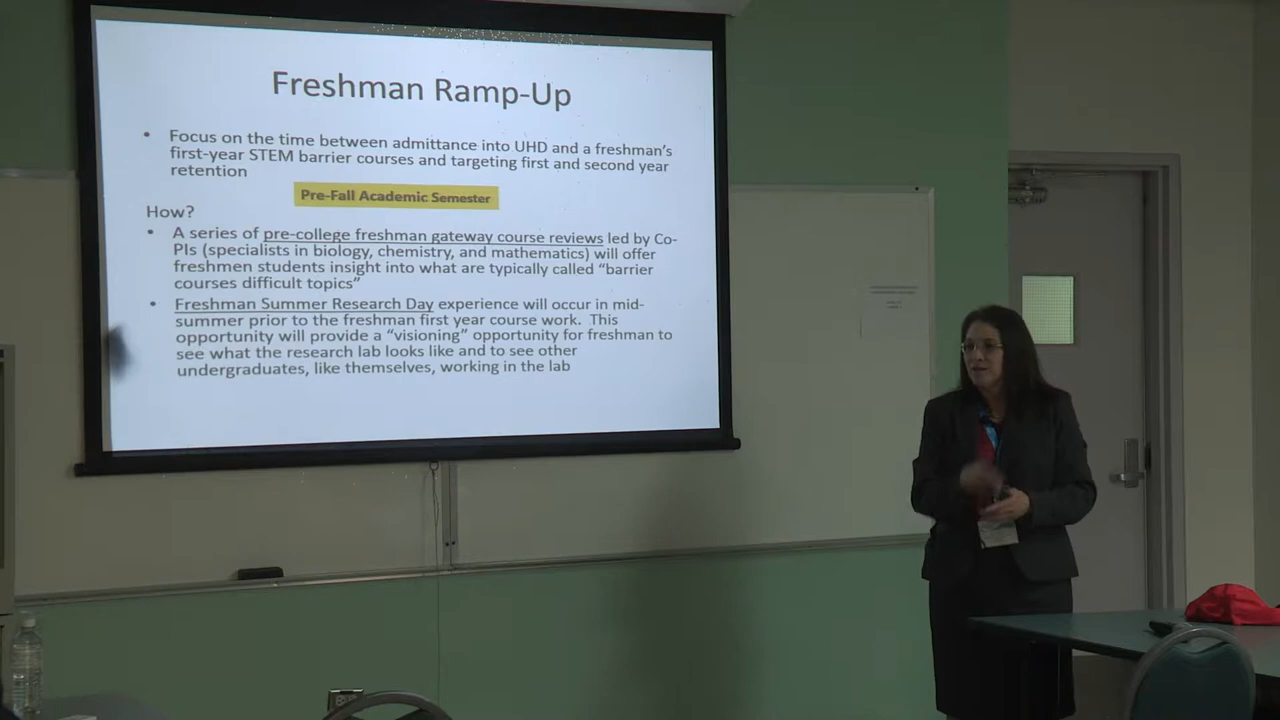 Freshman Ramp-Up
• Focus on the time between admittance into UHD and a freshman's
first-year STEM barrier courses and targeting first and second year
retention
Pre-Fall Academic Semester
How?
• A series of pre-college freshman gateway course reviews led by Co-
PIs (specialists in biology, chemistry, and mathematics) will offer
freshmen students insight into what are typically called "barrier
courses difficult topics"
• Freshman Summer Research Day experience will occur in mid-
summer prior to the freshman first year course work. This
opportunity will provide a "visioning" opportunity for freshman to
see what the research lab looks like and to see other
undergraduates, like themselves, working in the lab